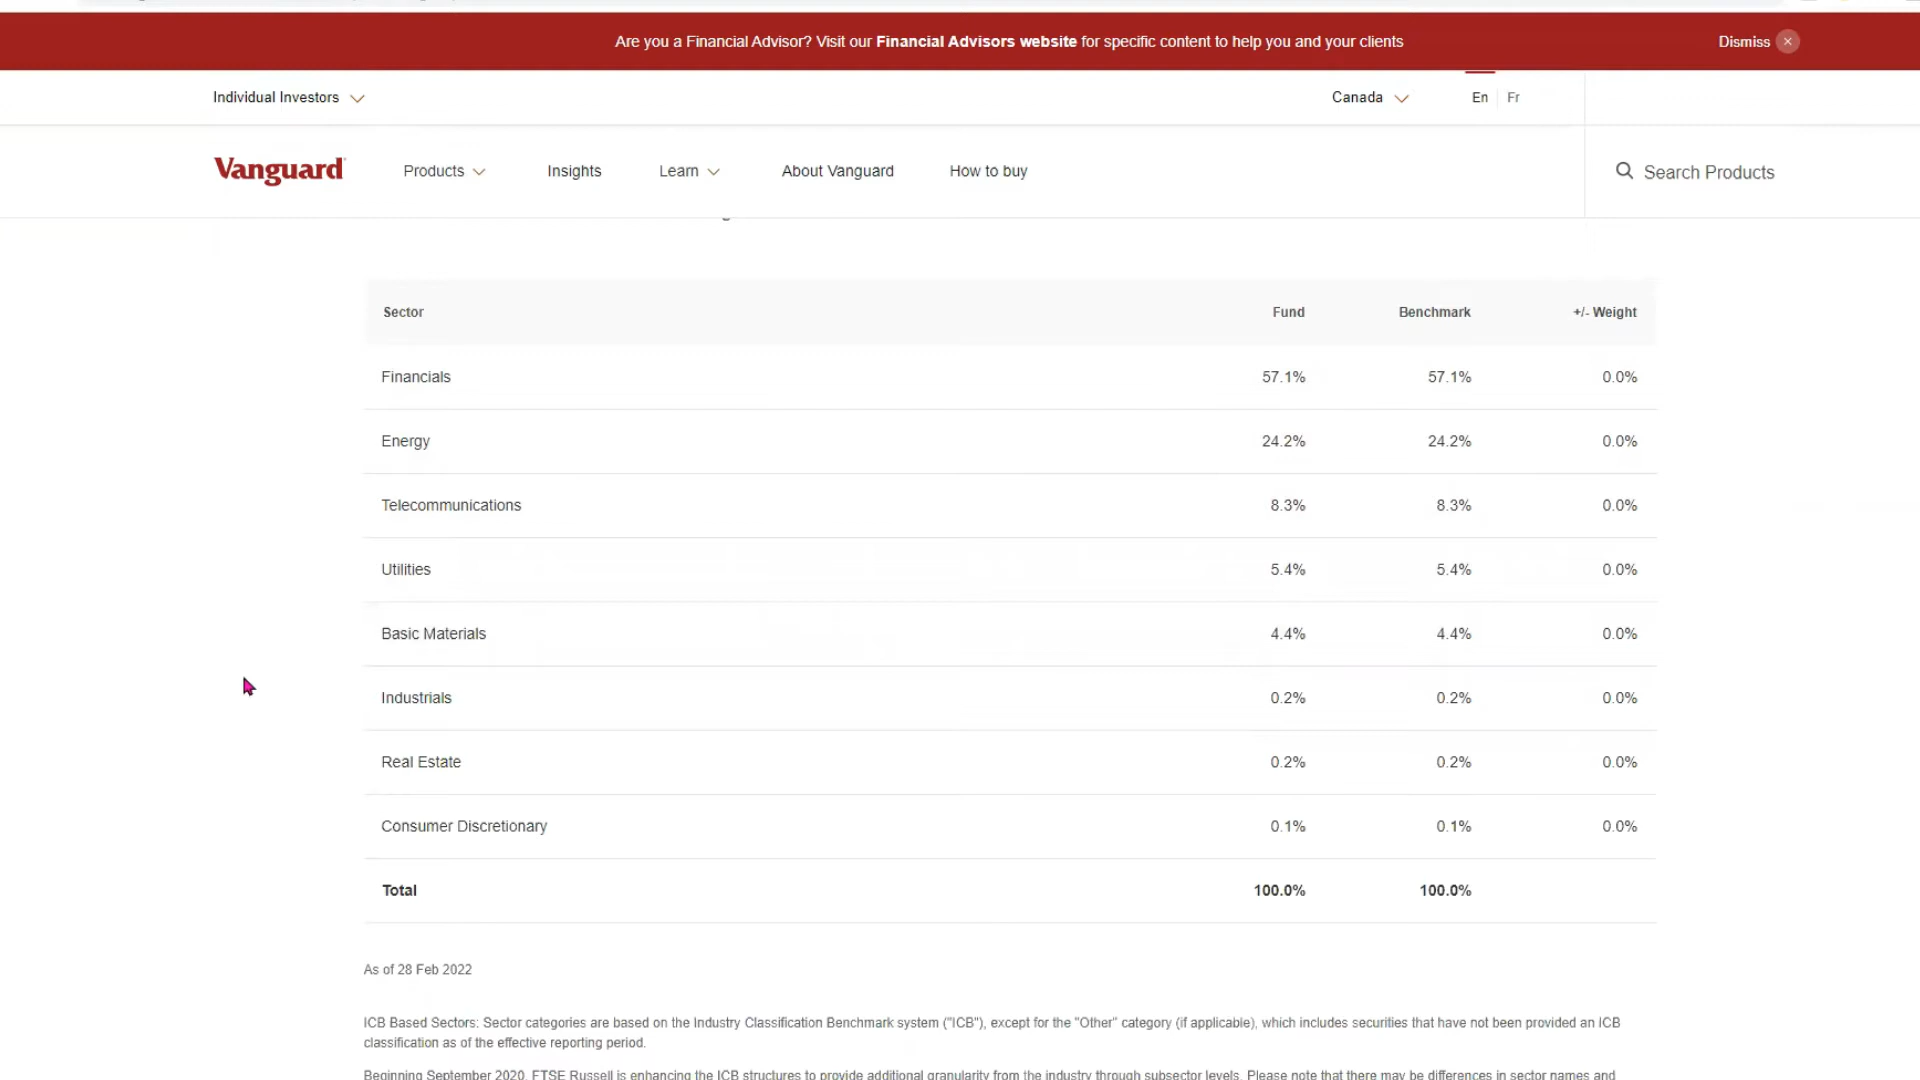 Are you a Financial Advisor? Visit our Financial Advisors website for specific content to help you and your clients Dismiss
Individual Investors Canada En Fr
Vanguard Products Insights Learn About Vanguard How to buy Search Products
Sector Fund Benchmark +/- Weight
Financials 57.1% 57.1% 0.0%
Energy 24.2% 24.2% 0.0%
Telecommunications 8.3% 8.3% 0.0%
Utilities 5.4% 5.4% 0.0%
Basic Materials 4.4% 4.4% 0.0%
Industrials 0.2% 0.2% 0.0%
Real Estate 0.2% 0.2% 0.0%
Consumer Discretionary 0.1% 0.1% 0.0%
Total 100.0% 100.0%
As of 28 Feb 2022
ICB Based Sectors: Sector categories are based on the Industry Classification Benchmark system ("ICB"), except for the "Other" category (if applicable), which includes securities that have not been provided an ICB
classification as of the effective reporting period.
Beginning September 2020, FTSE Russell is enhancing the ICB structures to provide additional granularity from the industry through subsector levels. Please note that there may be differences in sector names and